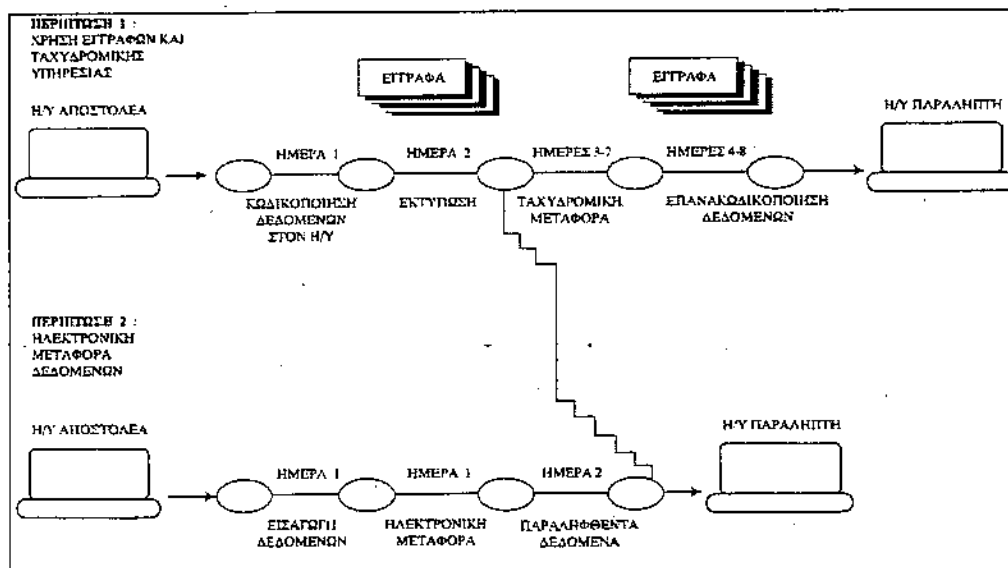 ΠΕΡΙΠΤΩΣΗ 1 :
ΧΡΗΣΗ ΕΓΓΡΑΦΩΝ ΚΑΙ
ΤΑΧΥΔΡΟΜΙΚΗΣ
ΥΠΗΡΕΣΙΑΣ
ΕΓΓΡΑΦΑ
ΕΓΓΡΑΦΑ
Η/Υ ΑΠΟΣΤΟΛΕΑ
Η/Υ ΠΑΡΑΛΗΠΤΗ
ΗΜΕΡΑ 1
ΗΜΕΡΑ 2
ΗΜΕΡΕΣ 3-7
ΗΜΕΡΕΣ 4-8
ΚΩΔΙΚΟΠΟΙΗΣΗ
ΔΕΔΟΜΕΝΩΝ
ΣΤΟΝ Η/Υ
ΕΚΤΥΠΩΣΗ
ΤΑΧΥΔΡΟΜΙΚΗ
ΜΕΤΑΦΟΡΑ
ΕΠΑΝΑΚΩΔΙΚΟΠΟΙΗΣΗ
ΔΕΔΟΜΕΝΩΝ
ΠΕΡΙΠΤΩΣΗ 2 :
ΗΛΕΚΤΡΟΝΙΚΗ
ΜΕΤΑΦΟΡΑ
ΔΕΔΟΜΕΝΩΝ
Η/Υ ΑΠΟΣΤΟΛΕΑ
Η/Υ ΠΑΡΑΛΗΠΤΗ
ΗΜΕΡΑ 1
ΗΜΕΡΑ 1
ΗΜΕΡΑ 2
ΕΙΣΑΓΩΓΗ
ΔΕΔΟΜΕΝΩΝ
ΗΛΕΚΤΡΟΝΙΚΗ
ΜΕΤΑΦΟΡΑ
ΠΑΡΑΛΗΦΘΕΝΤΑ
ΔΕΔΟΜΕΝΑ